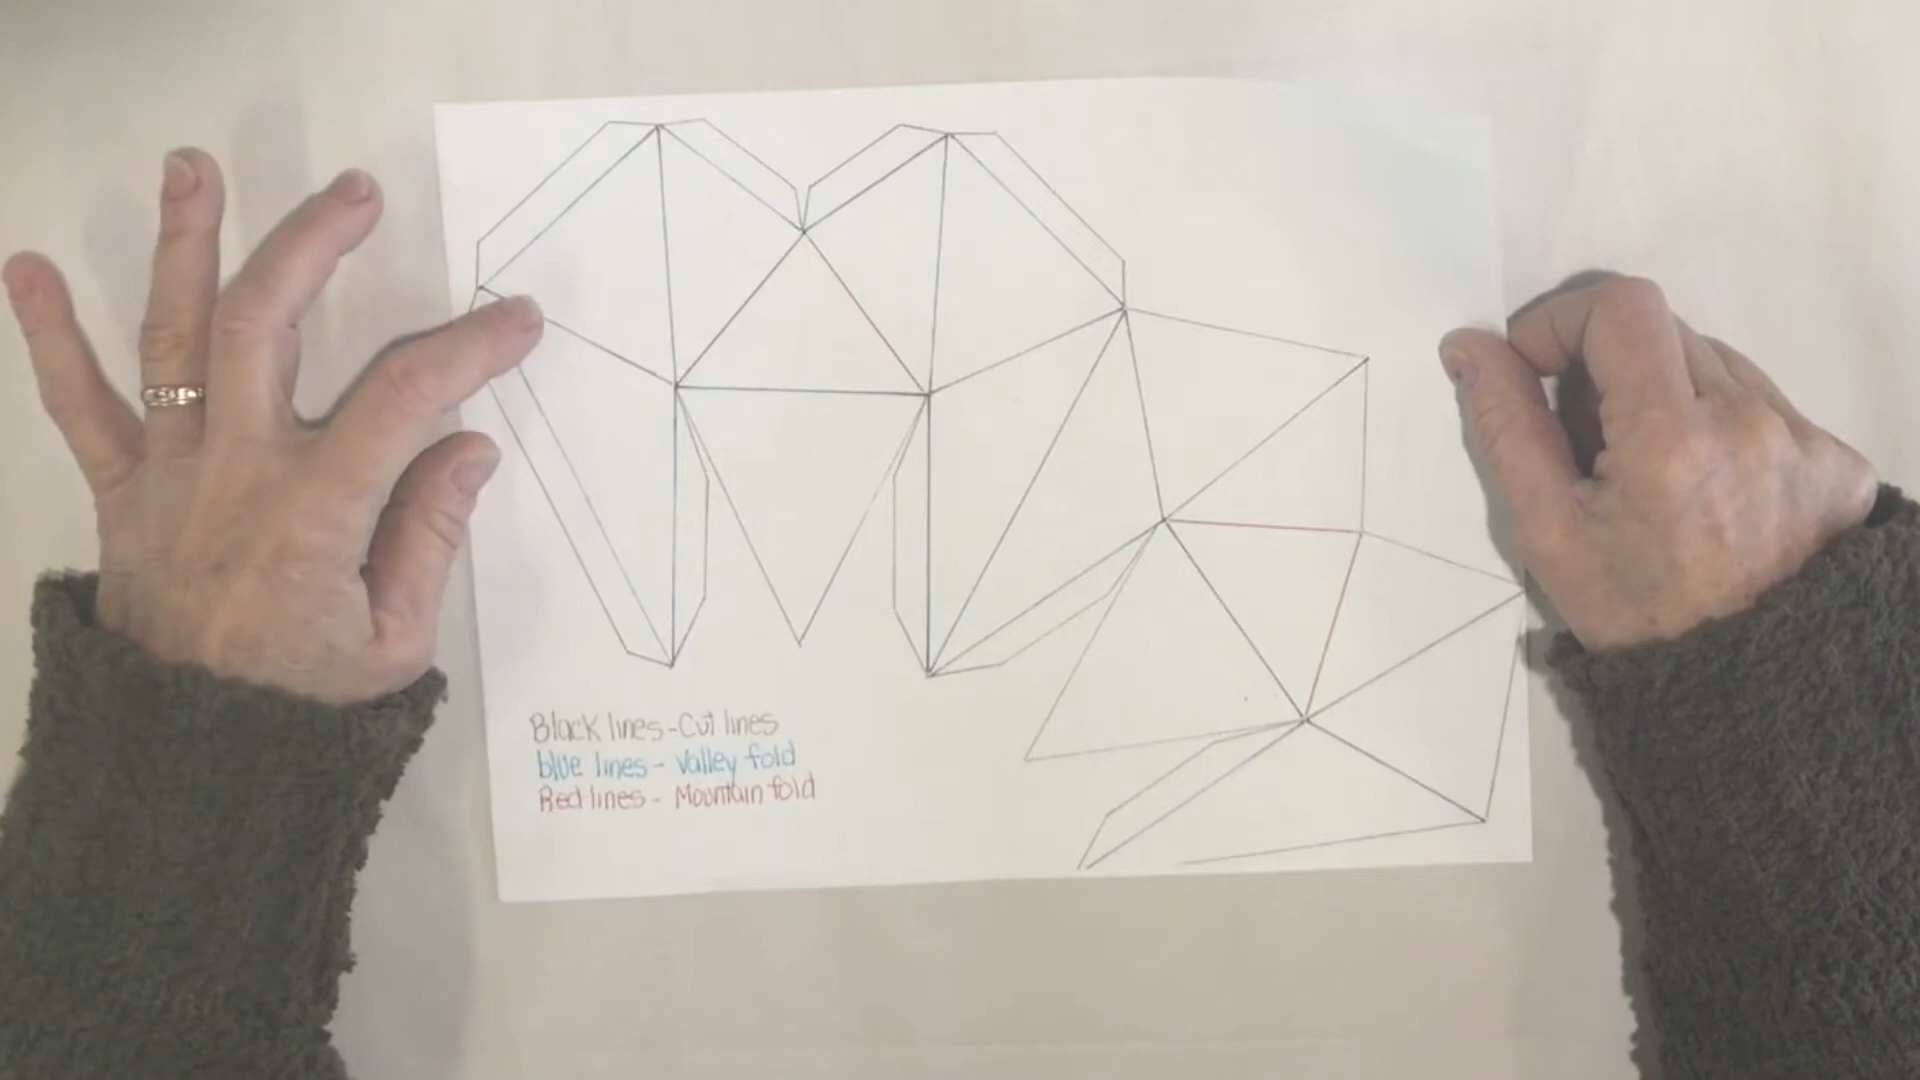 Black lines-Cut lines
blue lines- Valley fold
Red lines - Mountain fold